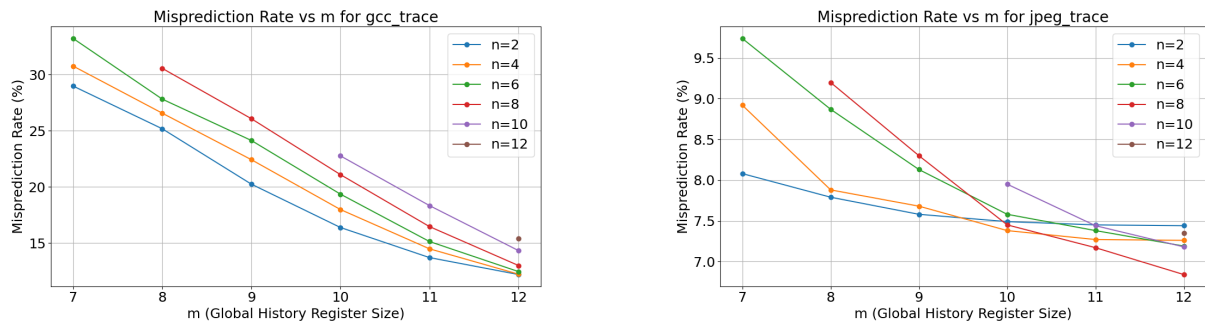 Misprediction Rate vs m for gcc_trace
Misprediction Rate (%)
30
25
20
15
7 8 9 10 11 12
m (Global History Register Size)
n=2
n=4
n=6
n=8
n=10
n=12
Misprediction Rate vs m for jpeg_trace
Misprediction Rate (%)
9.5
9.0
8.5
8.0
7.5
7.0
7 8 9 10 11 12
m (Global History Register Size)
n=2
n=4
n=6
n=8
n=10
n=12